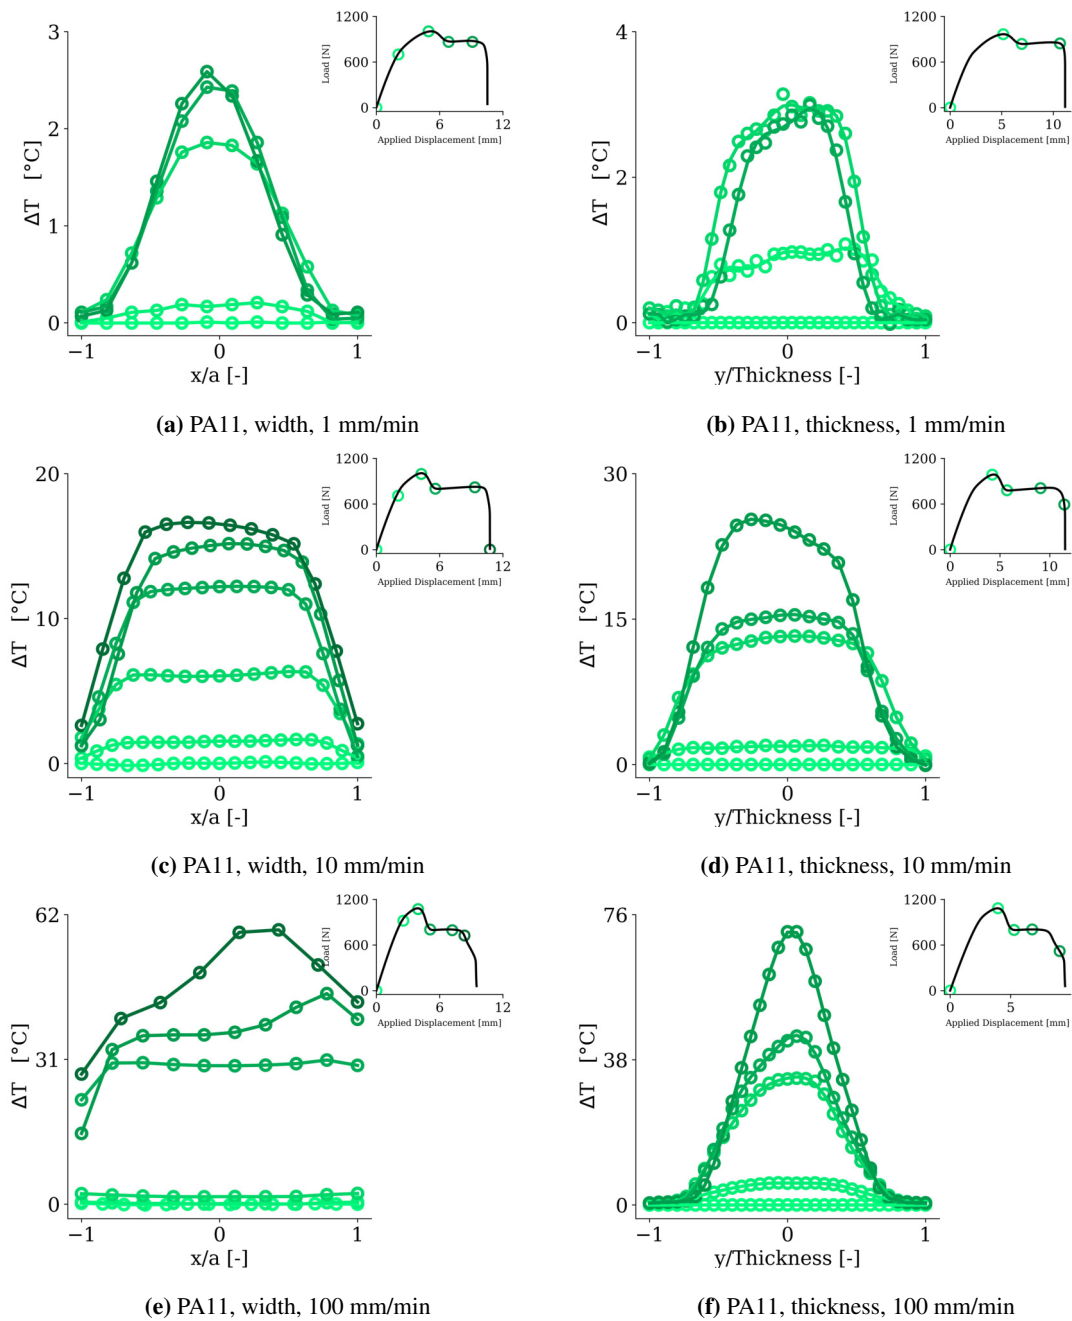 3
2
1
0
ΔT [°C]
−1 0 1
x/a [-]
1200
600
0
Load [N]
0 6 12
Applied Displacement [mm]
(a) PA11, width, 1 mm/min
4
2
0
ΔT [°C]
−1 0 1
y/Thickness [-]
1200
600
0
Load [N]
0 5 10
Applied Displacement [mm]
(b) PA11, thickness, 1 mm/min
20
10
0
ΔT [°C]
−1 0 1
x/a [-]
1200
600
0
Load [N]
0 6 12
Applied Displacement [mm]
(c) PA11, width, 10 mm/min
30
15
0
ΔT [°C]
−1 0 1
y/Thickness [-]
1200
600
0
Load [N]
0 5 10
Applied Displacement [mm]
(d) PA11, thickness, 10 mm/min
62
31
0
ΔT [°C]
−1 0 1
x/a [-]
1200
600
0
Load [N]
0 6 12
Applied Displacement [mm]
(e) PA11, width, 100 mm/min
76
38
0
ΔT [°C]
−1 0 1
y/Thickness [-]
1200
600
0
Load [N]
0 5
Applied Displacement [mm]
(f) PA11, thickness, 100 mm/min